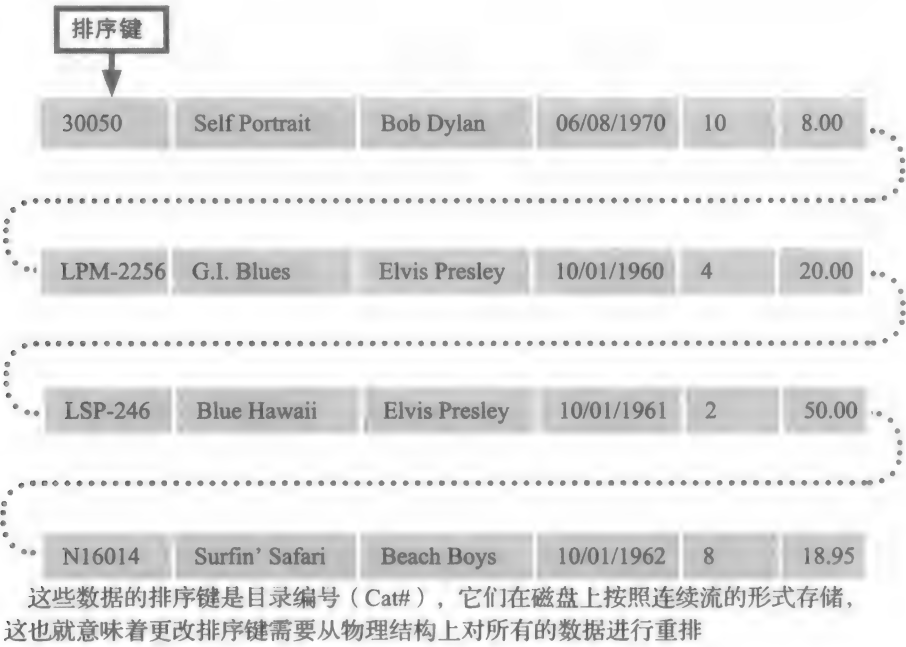 排序键
30050 Self Portrait Bob Dylan 06/08/1970 10 8.00
LPM-2256 G.I. Blues Elvis Presley 10/01/1960 4 20.00
LSP-246 Blue Hawaii Elvis Presley 10/01/1961 2 50.00
N16014 Surfin’ Safari Beach Boys 10/01/1962 8 18.95
这些数据的排序键是目录编号（Cat#），它们在磁盘上按照连续流的形式存储，
这也就意味着更改排序键需要从物理结构上对所有的数据进行重排